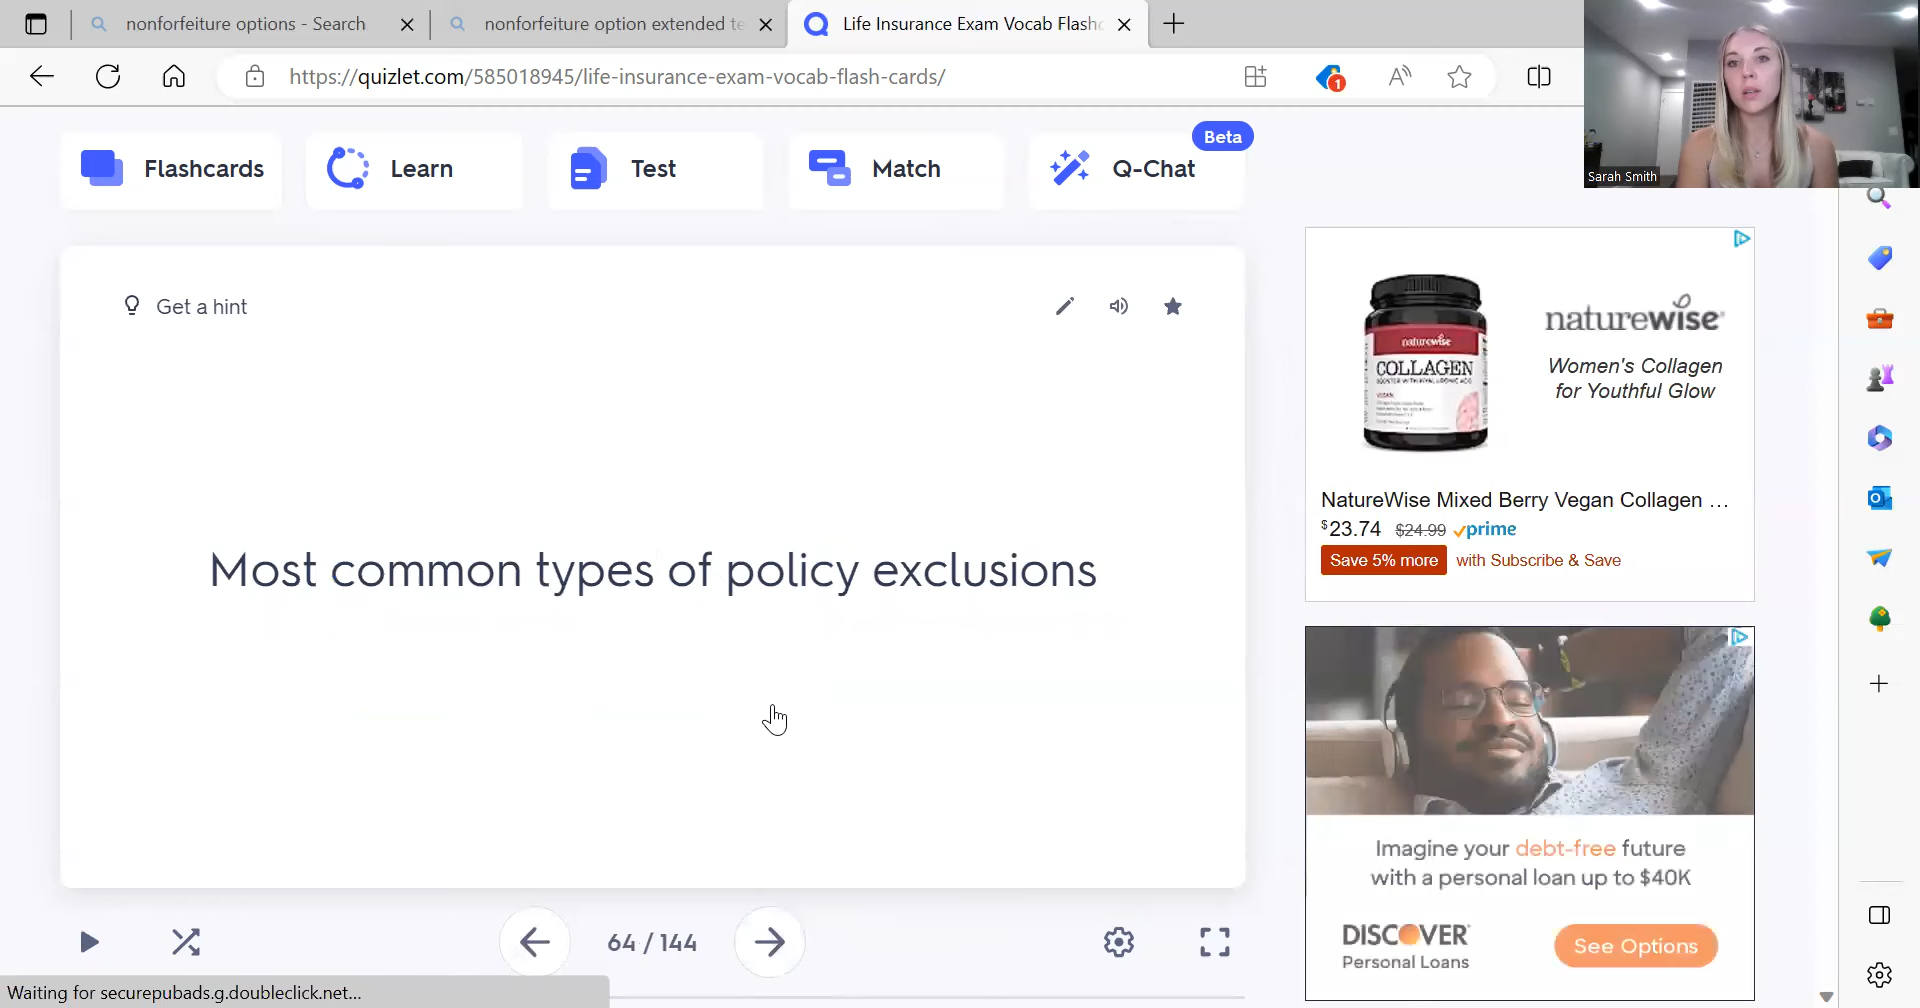 nonforfeiture options - Search
nonforfeiture option extended te
Life Insurance Exam Vocab Flashc
https://quizlet.com/585018945/life-insurance-exam-vocab-flash-cards/
1
Sarah Smith
Beta
Flashcards
Learn
Test
Match
Q-Chat
Get a hint
Most common types of policy exclusions
64 / 144
naturewise
COLLAGEN
naturewise
Women's Collagen
for Youthful Glow
NatureWise Mixed Berry Vegan Collagen ...
$23.74 $24.99 prime
Save 5% more with Subscribe & Save
Imagine your debt-free future
with a personal loan up to $40K
DISCOVER
Personal Loans
See Options
Waiting for securepubads.g.doubleclick.net...